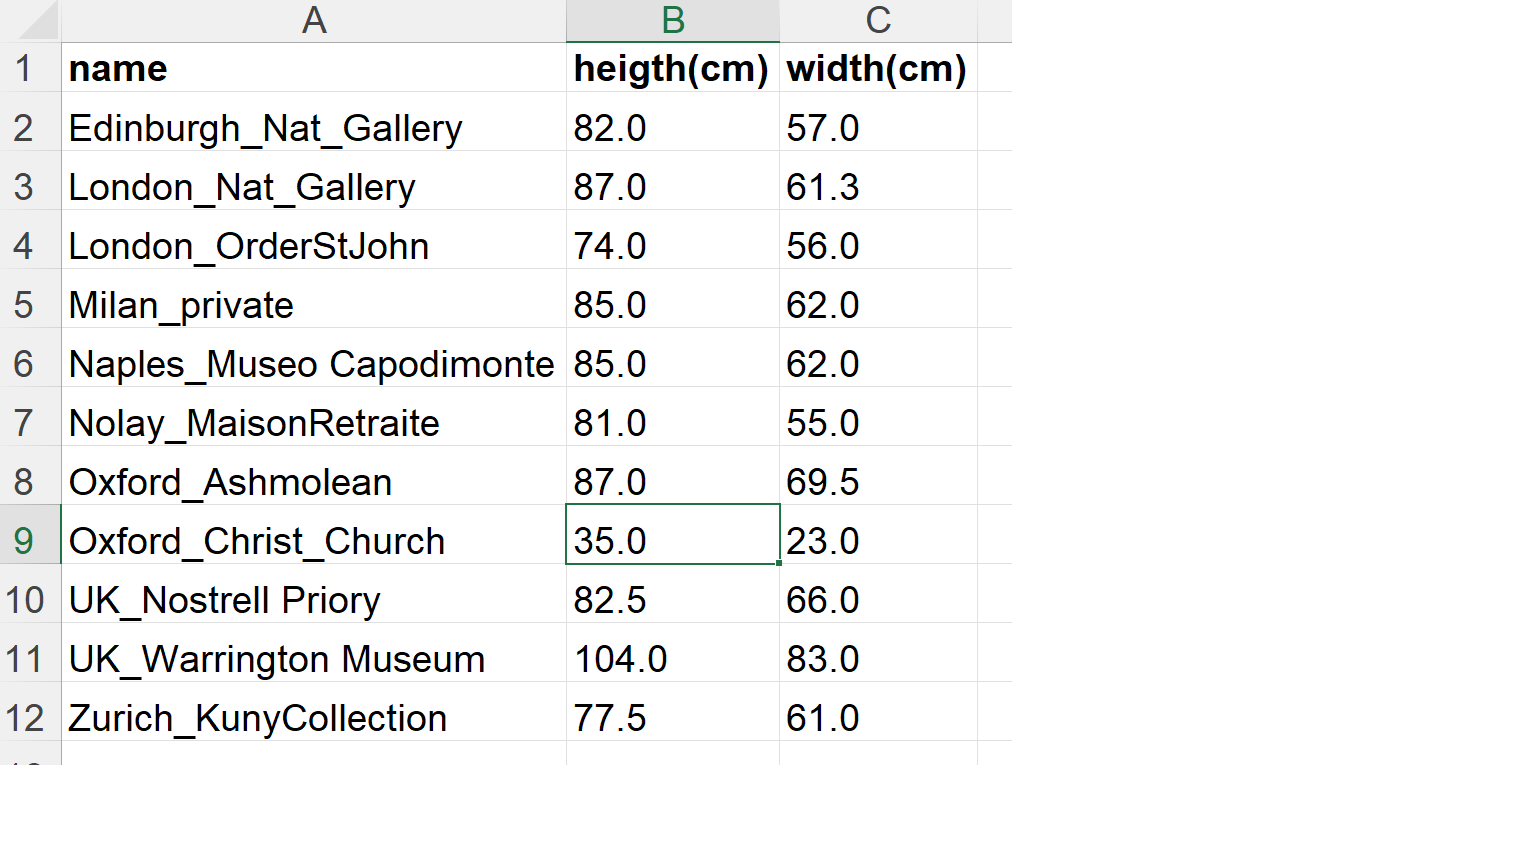 A B C
1 name heigth(cm) width(cm)
2 Edinburgh_Nat_Gallery 82.0 57.0
3 London_Nat_Gallery 87.0 61.3
4 London_OrderStJohn 74.0 56.0
5 Milan_private 85.0 62.0
6 Naples_Museo Capodimonte 85.0 62.0
7 Nolay_MaisonRetraite 81.0 55.0
8 Oxford_Ashmolean 87.0 69.5
9 Oxford_Christ_Church 35.0 23.0
10 UK_Nostrell Priory 82.5 66.0
11 UK_Warrington Museum 104.0 83.0
12 Zurich_KunyCollection 77.5 61.0